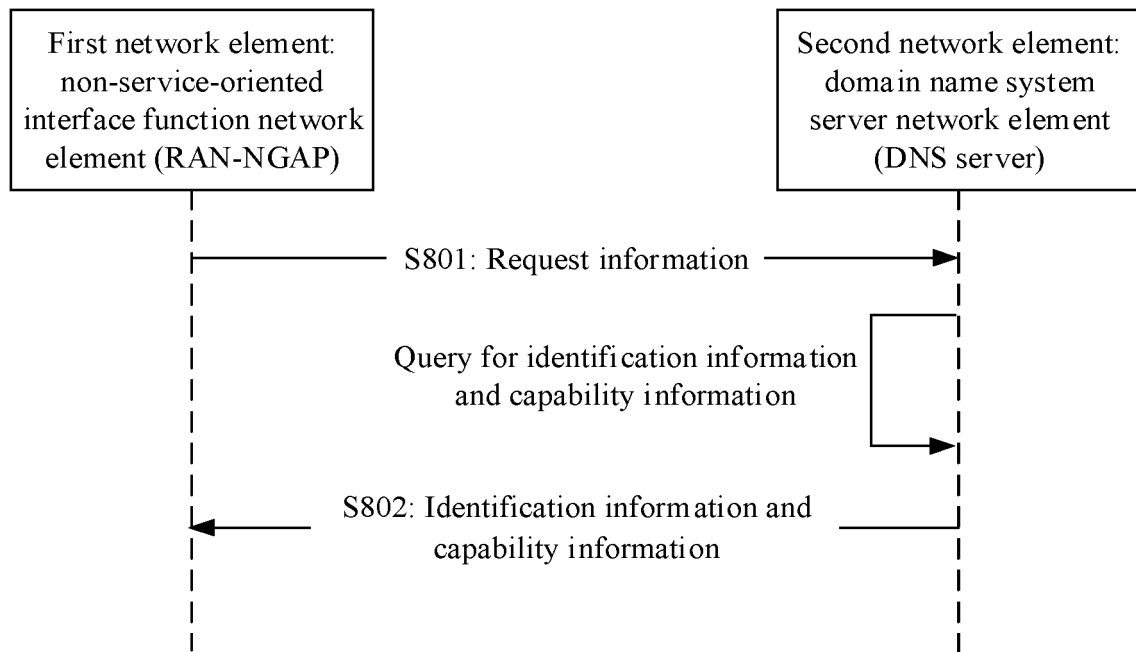 First network element:
non-service-oriented
interface function network
element (RAN-NGAP)
Second network element:
domain name system
server network element
(DNS server)
S801: Request information
Query for identification information
and capability information
S802: Identification information and
capability information